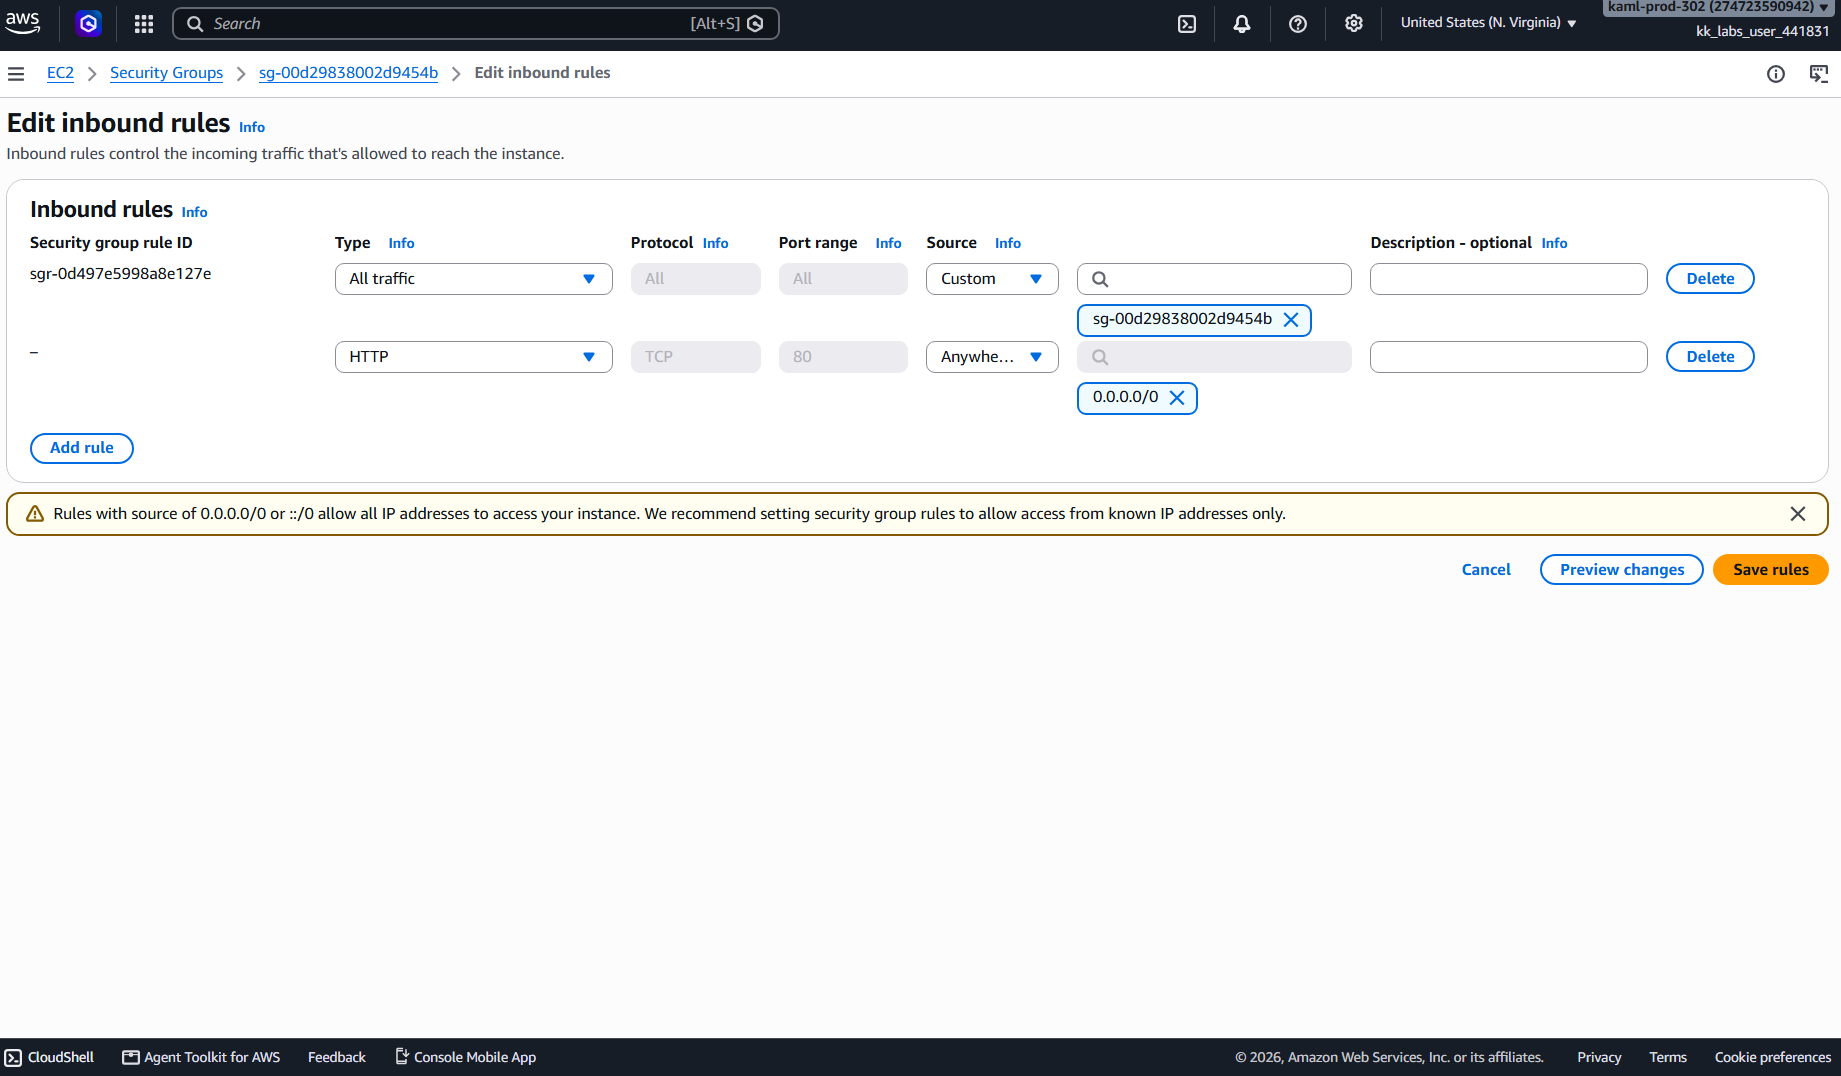 aws
Search [Alt+S]
United States (N. Virginia)
kaml-prod-302 (274723590942)
kk_labs_user_441831
EC2 Security Groups sg-00d29838002d9454b Edit inbound rules
Edit inbound rules Info
Inbound rules control the incoming traffic that's allowed to reach the instance.
Inbound rules Info
Security group rule ID Type Info Protocol Info Port range Info Source Info Description - optional Info
sgr-0d497e5998a8e127e All traffic All All Custom Delete
sg-00d29838002d9454b
– HTTP TCP 80 Anywhe... Delete
0.0.0.0/0
Add rule
Rules with source of 0.0.0.0/0 or ::/0 allow all IP addresses to access your instance. We recommend setting security group rules to allow access from known IP addresses only.
Cancel Preview changes Save rules
CloudShell Agent Toolkit for AWS Feedback Console Mobile App © 2026, Amazon Web Services, Inc. or its affiliates. Privacy Terms Cookie preferences